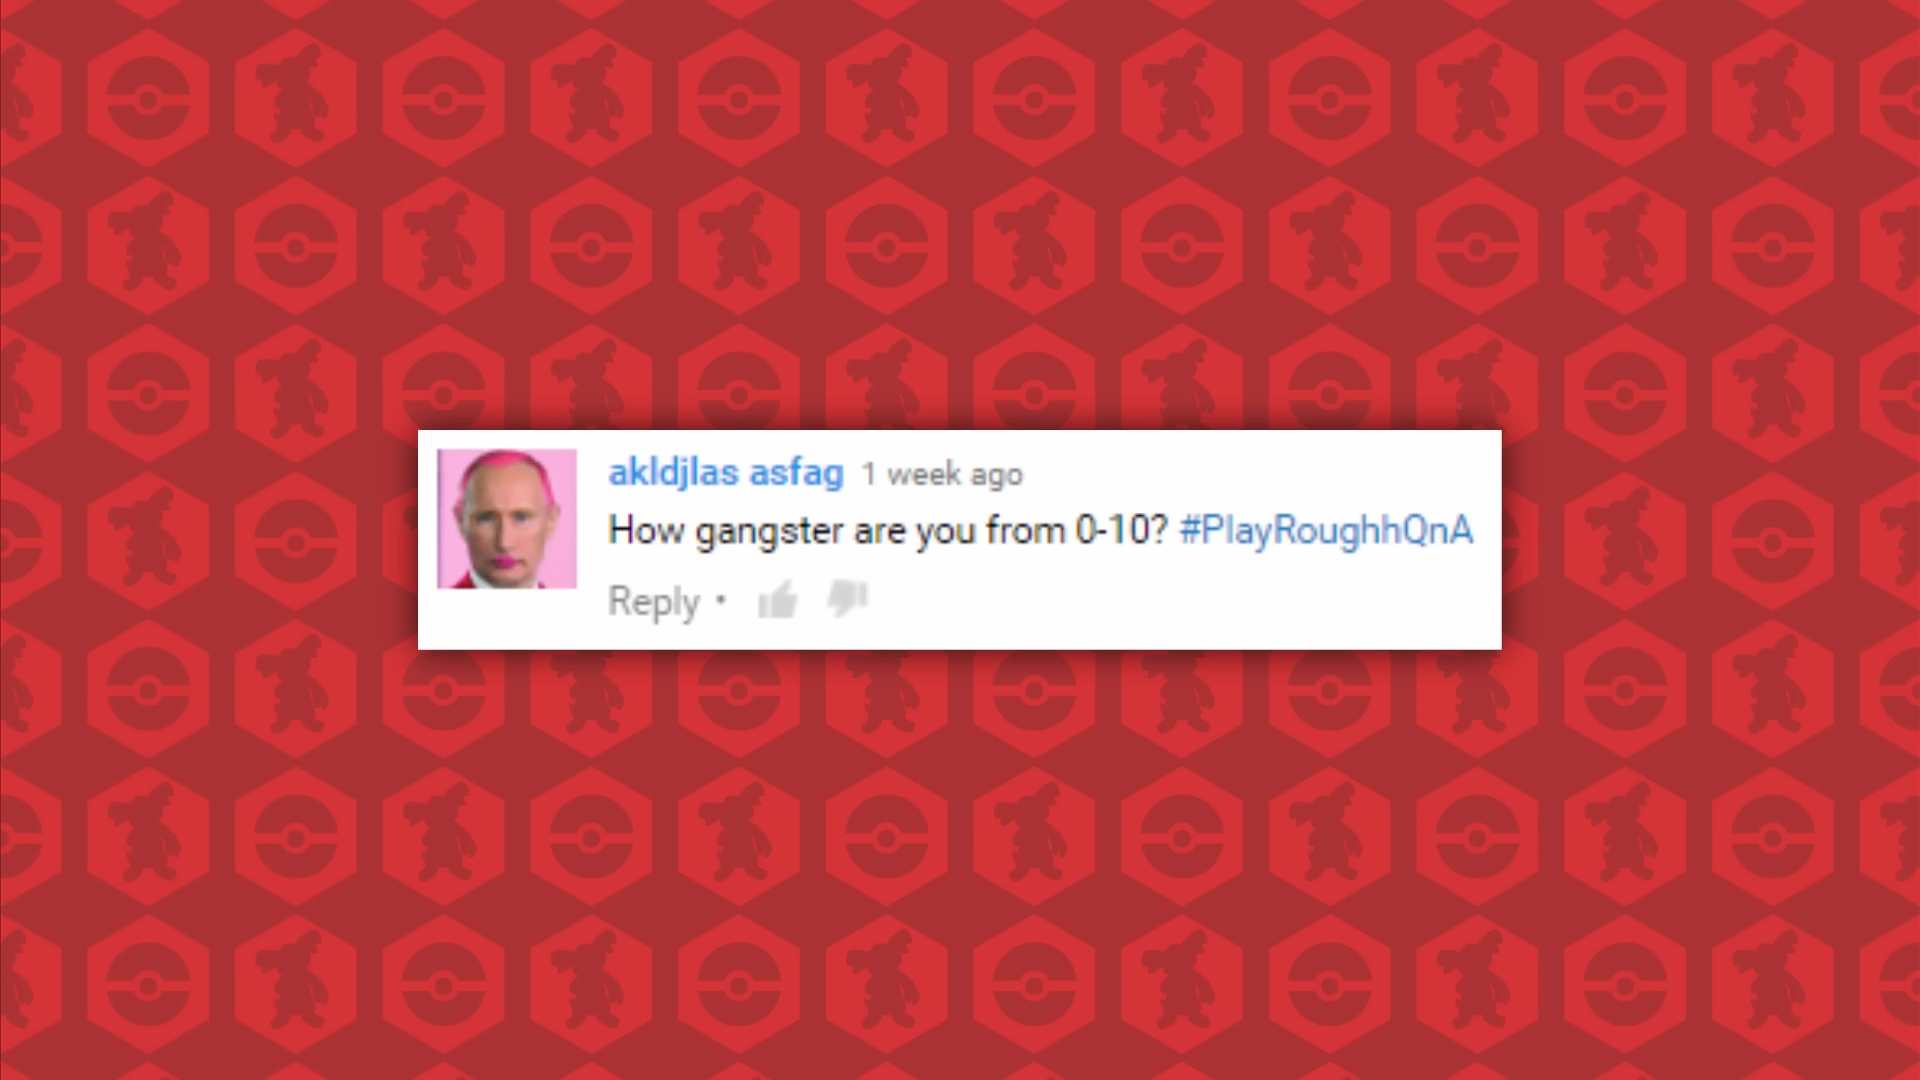 akldjlas asfag 1 week ago
How gangster are you from 0-10? #PlayRoughhQnA
Reply •